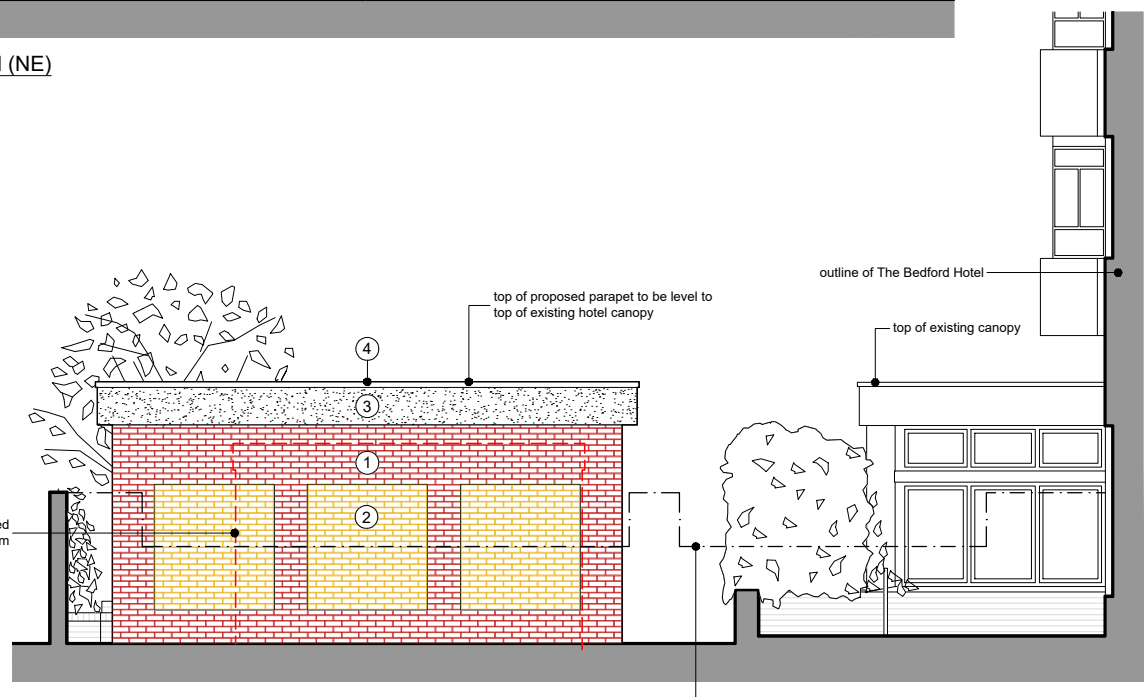 (NE)
outline of The Bedford Hotel
top of proposed parapet to be level to
top of existing hotel canopy
top of existing canopy
4
3
1
2